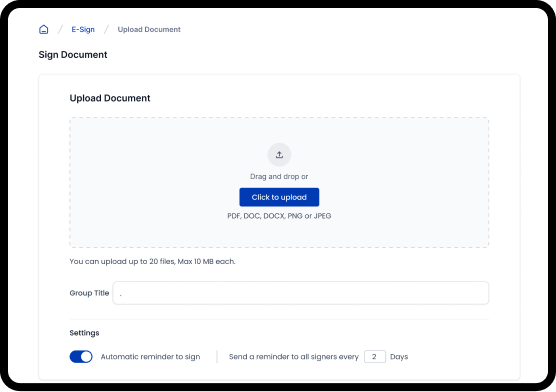 E-Sign / Upload Document
Sign Document
Upload Document
Drag and drop or
Click to upload
PDF, DOC, DOCX, PNG or JPEG
You can upload up to 20 files, Max 10 MB each.
Group Title .
Settings
Automatic reminder to sign Send a reminder to all signers every 2 Days